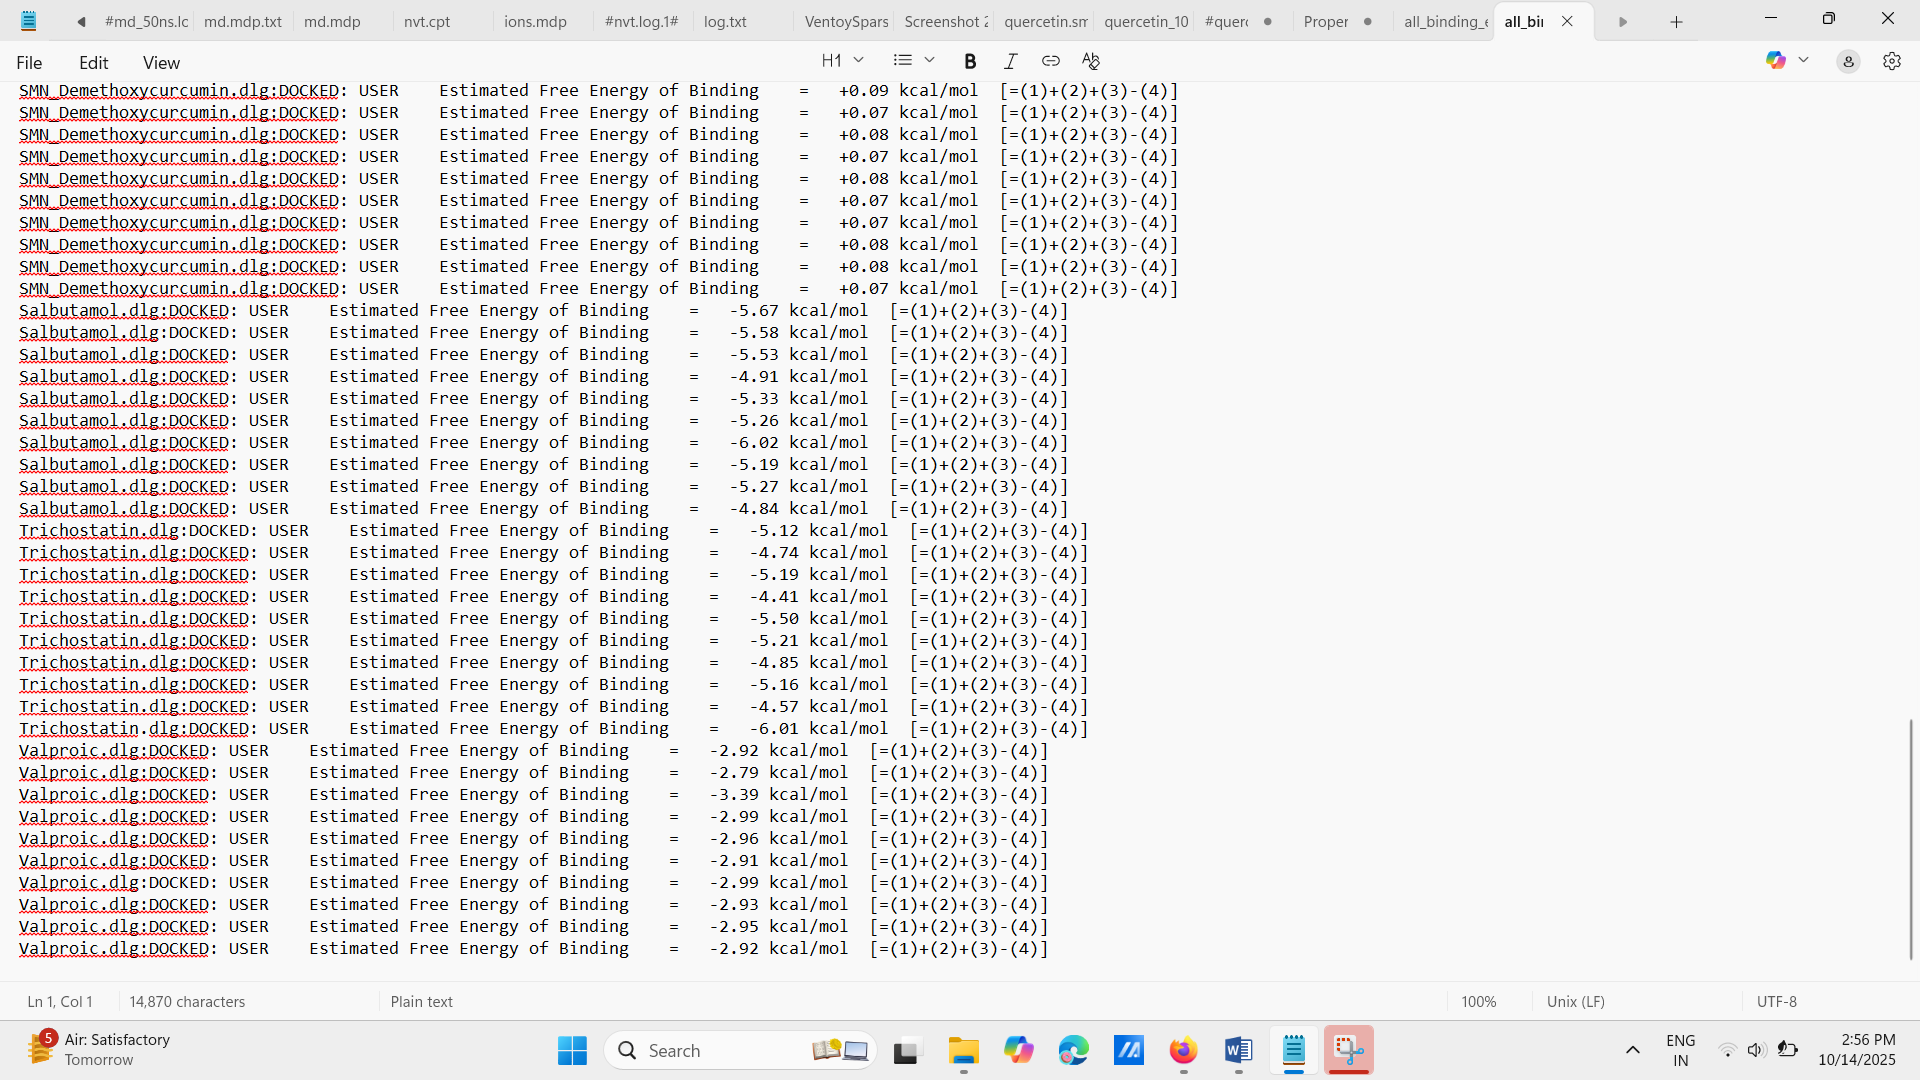 #md_50ns.lc md.mdp.txt md.mdp nvt.cpt ions.mdp #nvt.log.1# log.txt VentoySpars Screenshot 2 quercetin.sm quercetin_10 #querc Proper all_binding_e all_bin
File Edit View H1 B I
SMN_Demethoxycurcumin.dlg:DOCKED: USER    Estimated Free Energy of Binding    =   +0.09 kcal/mol  [=(1)+(2)+(3)-(4)]
SMN_Demethoxycurcumin.dlg:DOCKED: USER    Estimated Free Energy of Binding    =   +0.07 kcal/mol  [=(1)+(2)+(3)-(4)]
SMN_Demethoxycurcumin.dlg:DOCKED: USER    Estimated Free Energy of Binding    =   +0.08 kcal/mol  [=(1)+(2)+(3)-(4)]
SMN_Demethoxycurcumin.dlg:DOCKED: USER    Estimated Free Energy of Binding    =   +0.07 kcal/mol  [=(1)+(2)+(3)-(4)]
SMN_Demethoxycurcumin.dlg:DOCKED: USER    Estimated Free Energy of Binding    =   +0.08 kcal/mol  [=(1)+(2)+(3)-(4)]
SMN_Demethoxycurcumin.dlg:DOCKED: USER    Estimated Free Energy of Binding    =   +0.07 kcal/mol  [=(1)+(2)+(3)-(4)]
SMN_Demethoxycurcumin.dlg:DOCKED: USER    Estimated Free Energy of Binding    =   +0.07 kcal/mol  [=(1)+(2)+(3)-(4)]
SMN_Demethoxycurcumin.dlg:DOCKED: USER    Estimated Free Energy of Binding    =   +0.08 kcal/mol  [=(1)+(2)+(3)-(4)]
SMN_Demethoxycurcumin.dlg:DOCKED: USER    Estimated Free Energy of Binding    =   +0.08 kcal/mol  [=(1)+(2)+(3)-(4)]
SMN_Demethoxycurcumin.dlg:DOCKED: USER    Estimated Free Energy of Binding    =   +0.07 kcal/mol  [=(1)+(2)+(3)-(4)]
Salbutamol.dlg:DOCKED: USER    Estimated Free Energy of Binding    =   -5.67 kcal/mol  [=(1)+(2)+(3)-(4)]
Salbutamol.dlg:DOCKED: USER    Estimated Free Energy of Binding    =   -5.58 kcal/mol  [=(1)+(2)+(3)-(4)]
Salbutamol.dlg:DOCKED: USER    Estimated Free Energy of Binding    =   -5.53 kcal/mol  [=(1)+(2)+(3)-(4)]
Salbutamol.dlg:DOCKED: USER    Estimated Free Energy of Binding    =   -4.91 kcal/mol  [=(1)+(2)+(3)-(4)]
Salbutamol.dlg:DOCKED: USER    Estimated Free Energy of Binding    =   -5.33 kcal/mol  [=(1)+(2)+(3)-(4)]
Salbutamol.dlg:DOCKED: USER    Estimated Free Energy of Binding    =   -5.26 kcal/mol  [=(1)+(2)+(3)-(4)]
Salbutamol.dlg:DOCKED: USER    Estimated Free Energy of Binding    =   -6.02 kcal/mol  [=(1)+(2)+(3)-(4)]
Salbutamol.dlg:DOCKED: USER    Estimated Free Energy of Binding    =   -5.19 kcal/mol  [=(1)+(2)+(3)-(4)]
Salbutamol.dlg:DOCKED: USER    Estimated Free Energy of Binding    =   -5.27 kcal/mol  [=(1)+(2)+(3)-(4)]
Salbutamol.dlg:DOCKED: USER    Estimated Free Energy of Binding    =   -4.84 kcal/mol  [=(1)+(2)+(3)-(4)]
Trichostatin.dlg:DOCKED: USER    Estimated Free Energy of Binding    =   -5.12 kcal/mol  [=(1)+(2)+(3)-(4)]
Trichostatin.dlg:DOCKED: USER    Estimated Free Energy of Binding    =   -4.74 kcal/mol  [=(1)+(2)+(3)-(4)]
Trichostatin.dlg:DOCKED: USER    Estimated Free Energy of Binding    =   -5.19 kcal/mol  [=(1)+(2)+(3)-(4)]
Trichostatin.dlg:DOCKED: USER    Estimated Free Energy of Binding    =   -4.41 kcal/mol  [=(1)+(2)+(3)-(4)]
Trichostatin.dlg:DOCKED: USER    Estimated Free Energy of Binding    =   -5.50 kcal/mol  [=(1)+(2)+(3)-(4)]
Trichostatin.dlg:DOCKED: USER    Estimated Free Energy of Binding    =   -5.21 kcal/mol  [=(1)+(2)+(3)-(4)]
Trichostatin.dlg:DOCKED: USER    Estimated Free Energy of Binding    =   -4.85 kcal/mol  [=(1)+(2)+(3)-(4)]
Trichostatin.dlg:DOCKED: USER    Estimated Free Energy of Binding    =   -5.16 kcal/mol  [=(1)+(2)+(3)-(4)]
Trichostatin.dlg:DOCKED: USER    Estimated Free Energy of Binding    =   -4.57 kcal/mol  [=(1)+(2)+(3)-(4)]
Trichostatin.dlg:DOCKED: USER    Estimated Free Energy of Binding    =   -6.01 kcal/mol  [=(1)+(2)+(3)-(4)]
Valproic.dlg:DOCKED: USER    Estimated Free Energy of Binding    =   -2.92 kcal/mol  [=(1)+(2)+(3)-(4)]
Valproic.dlg:DOCKED: USER    Estimated Free Energy of Binding    =   -2.79 kcal/mol  [=(1)+(2)+(3)-(4)]
Valproic.dlg:DOCKED: USER    Estimated Free Energy of Binding    =   -3.39 kcal/mol  [=(1)+(2)+(3)-(4)]
Valproic.dlg:DOCKED: USER    Estimated Free Energy of Binding    =   -2.99 kcal/mol  [=(1)+(2)+(3)-(4)]
Valproic.dlg:DOCKED: USER    Estimated Free Energy of Binding    =   -2.96 kcal/mol  [=(1)+(2)+(3)-(4)]
Valproic.dlg:DOCKED: USER    Estimated Free Energy of Binding    =   -2.91 kcal/mol  [=(1)+(2)+(3)-(4)]
Valproic.dlg:DOCKED: USER    Estimated Free Energy of Binding    =   -2.99 kcal/mol  [=(1)+(2)+(3)-(4)]
Valproic.dlg:DOCKED: USER    Estimated Free Energy of Binding    =   -2.93 kcal/mol  [=(1)+(2)+(3)-(4)]
Valproic.dlg:DOCKED: USER    Estimated Free Energy of Binding    =   -2.95 kcal/mol  [=(1)+(2)+(3)-(4)]
Valproic.dlg:DOCKED: USER    Estimated Free Energy of Binding    =   -2.92 kcal/mol  [=(1)+(2)+(3)-(4)]
Ln 1, Col 1 14,870 characters Plain text 100% Unix (LF) UTF-8
5 Air: Satisfactory
Tomorrow
Search
ENG
IN
2:56 PM
10/14/2025